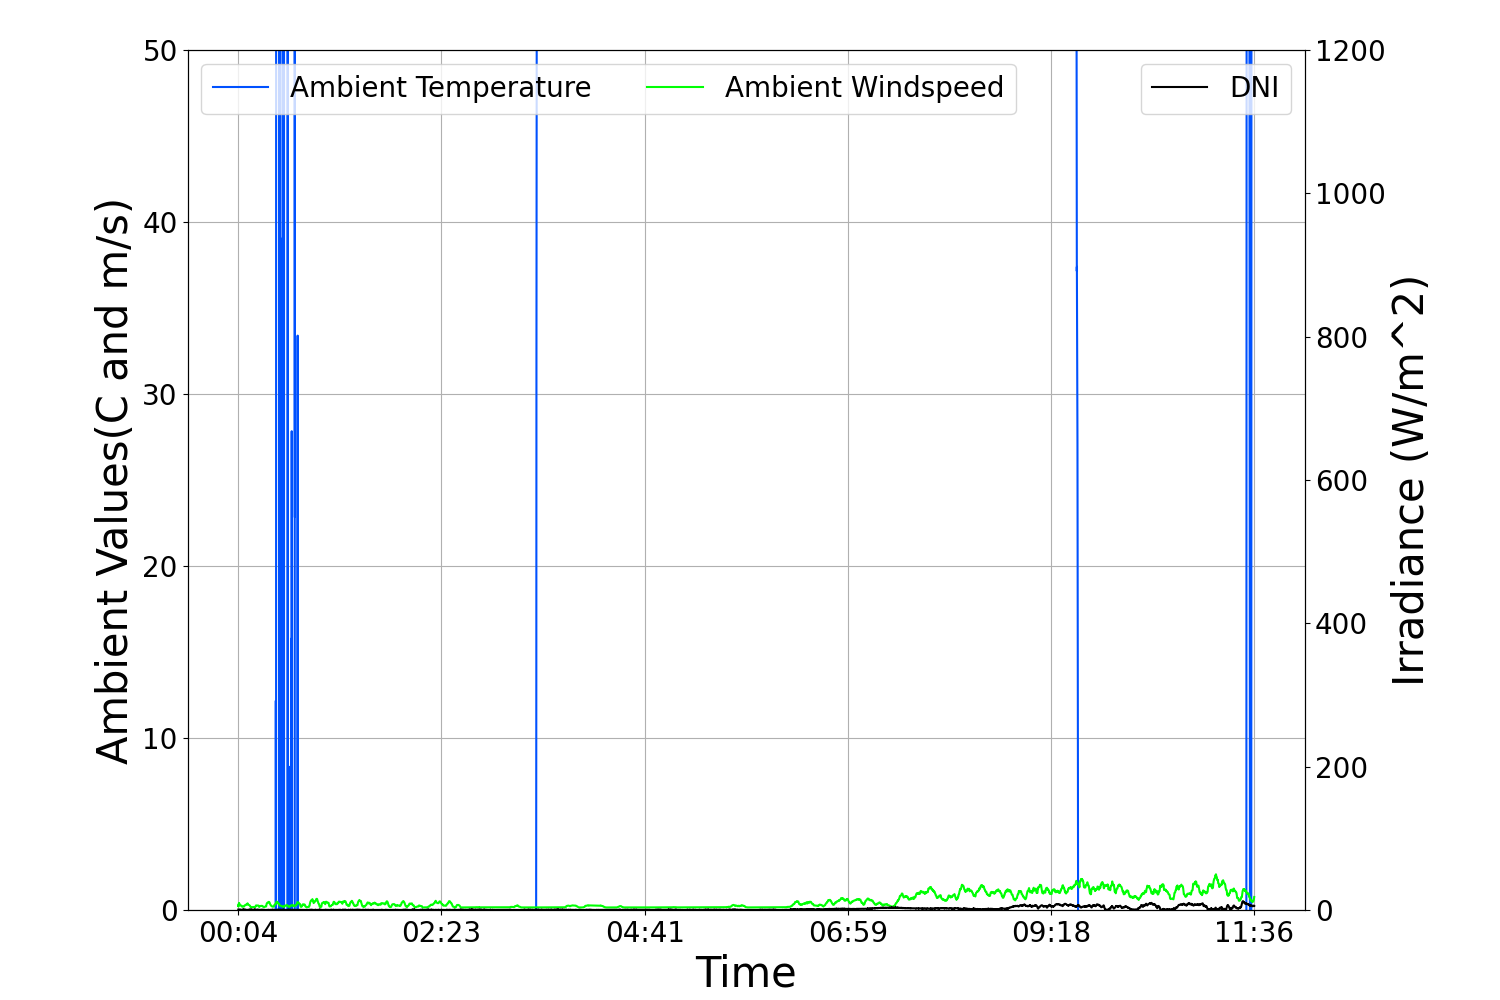 Ambient Temperature
Ambient Windspeed
DNI
50
40
30
20
10
0
Ambient Values(C and m/s)
1200
1000
800
600
400
200
0
Irradiance (W/m^2)
00:04 02:23 04:41 06:59 09:18 11:36
Time